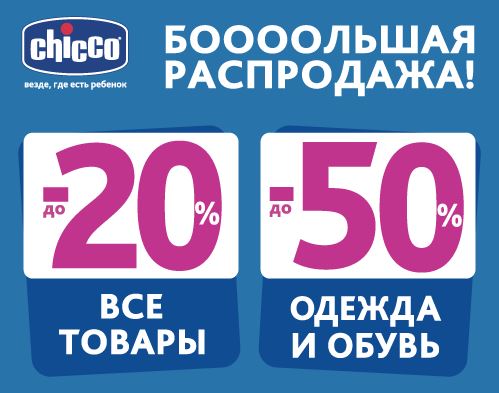 chicco
везде, где есть ребенок
БООООЛЬШАЯ
РАСПРОДАЖА!
до -20%
ВСЕ
ТОВАРЫ
до -50%
ОДЕЖДА
И ОБУВЬ